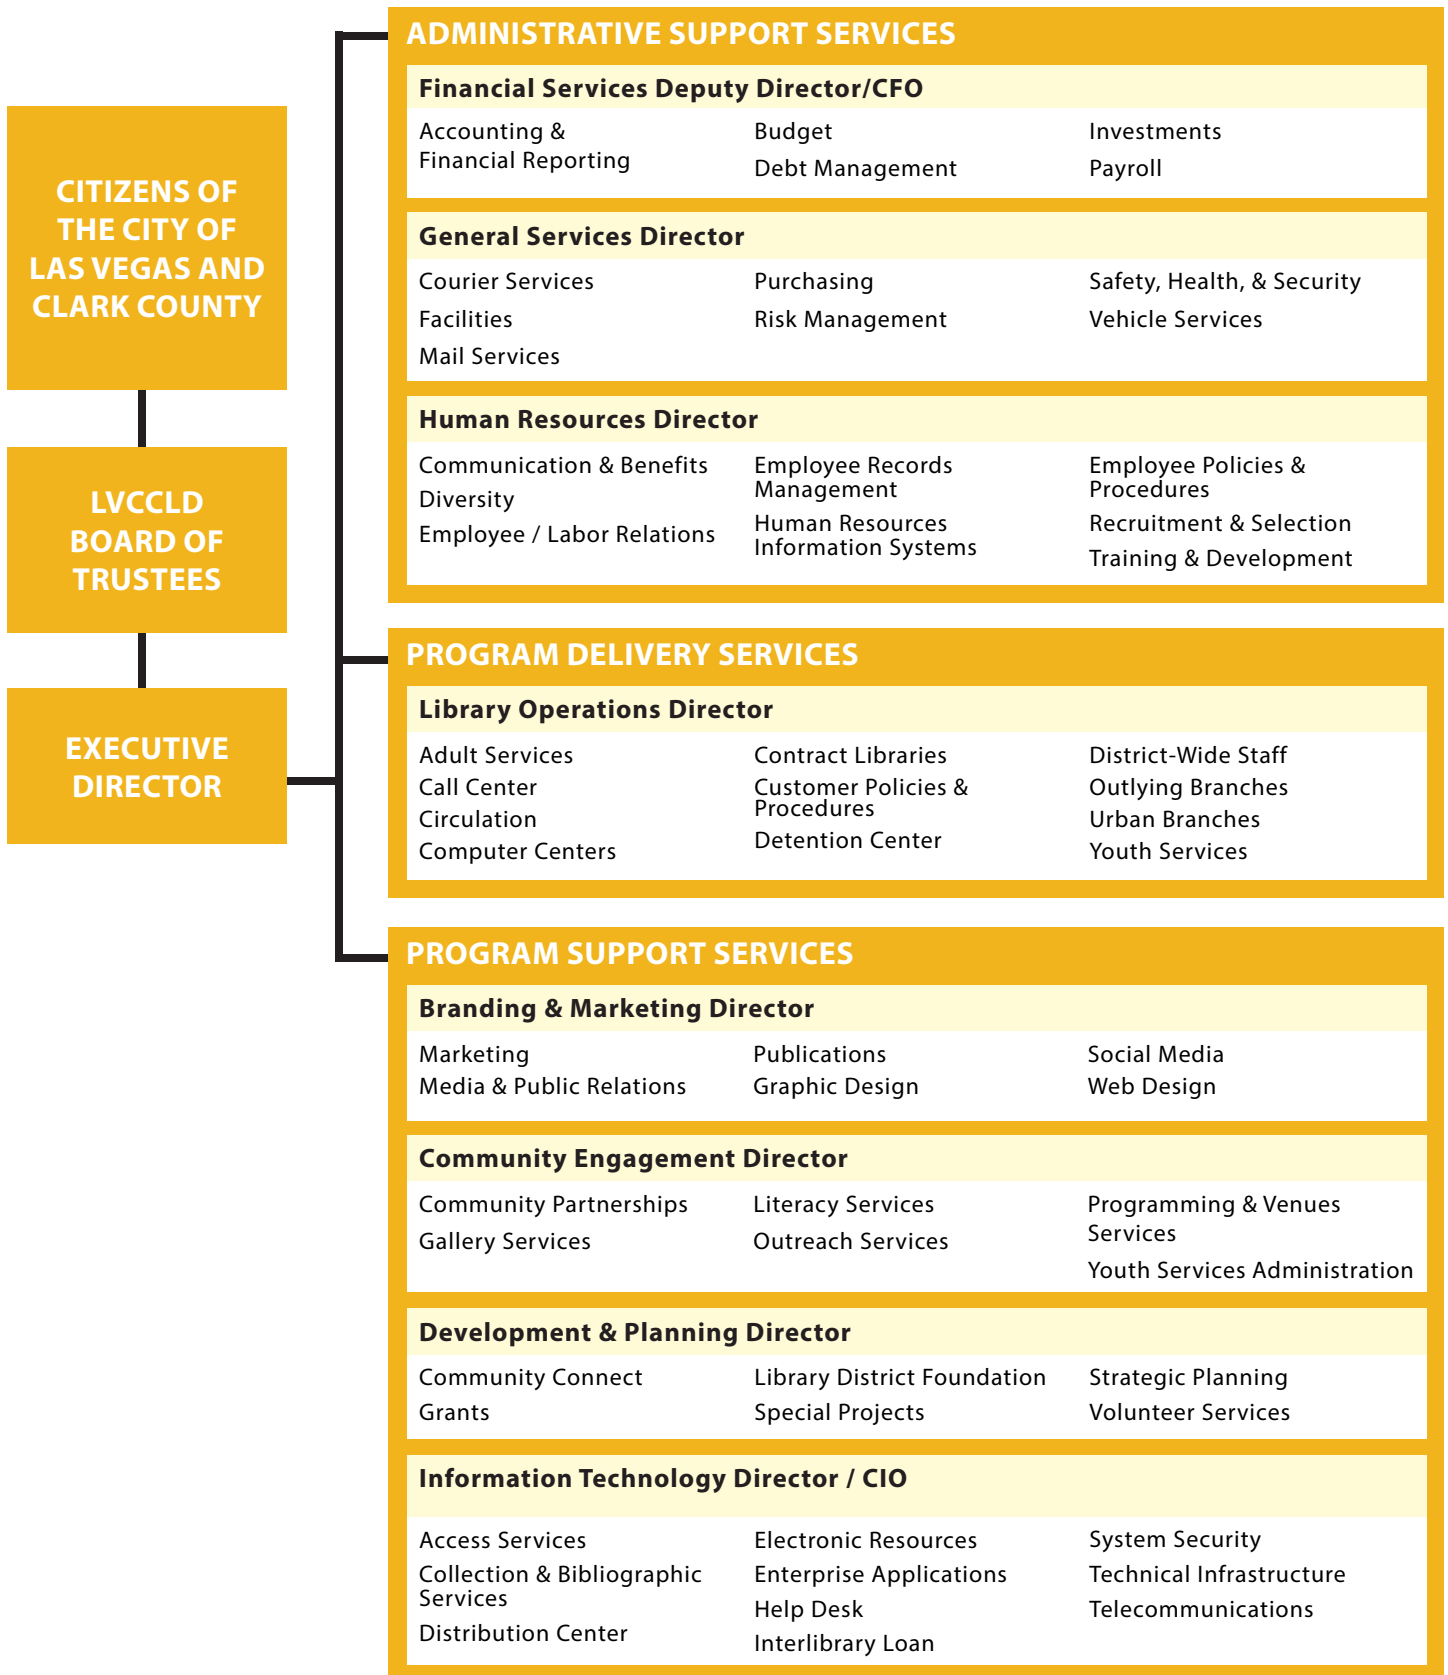 CITIZENS OF
THE CITY OF
LAS VEGAS AND
CLARK COUNTY
LVCCLD
BOARD OF
TRUSTEES
EXECUTIVE
DIRECTOR
ADMINISTRATIVE SUPPORT SERVICES
Financial Services Deputy Director/CFO
Accounting &
Financial Reporting
Budget
Debt Management
Investments
Payroll
General Services Director
Courier Services
Facilities
Mail Services
Purchasing
Risk Management
Safety, Health, & Security
Vehicle Services
Human Resources Director
Communication & Benefits
Diversity
Employee / Labor Relations
Employee Records
Management
Human Resources
Information Systems
Employee Policies &
Procedures
Recruitment & Selection
Training & Development
PROGRAM DELIVERY SERVICES
Library Operations Director
Adult Services
Call Center
Circulation
Computer Centers
Contract Libraries
Customer Policies &
Procedures
Detention Center
District-Wide Staff
Outlying Branches
Urban Branches
Youth Services
PROGRAM SUPPORT SERVICES
Branding & Marketing Director
Marketing
Media & Public Relations
Publications
Graphic Design
Social Media
Web Design
Community Engagement Director
Community Partnerships
Gallery Services
Literacy Services
Outreach Services
Programming & Venues
Services
Youth Services Administration
Development & Planning Director
Community Connect
Grants
Library District Foundation
Special Projects
Strategic Planning
Volunteer Services
Information Technology Director / CIO
Access Services
Collection & Bibliographic
Services
Distribution Center
Electronic Resources
Enterprise Applications
Help Desk
Interlibrary Loan
System Security
Technical Infrastructure
Telecommunications